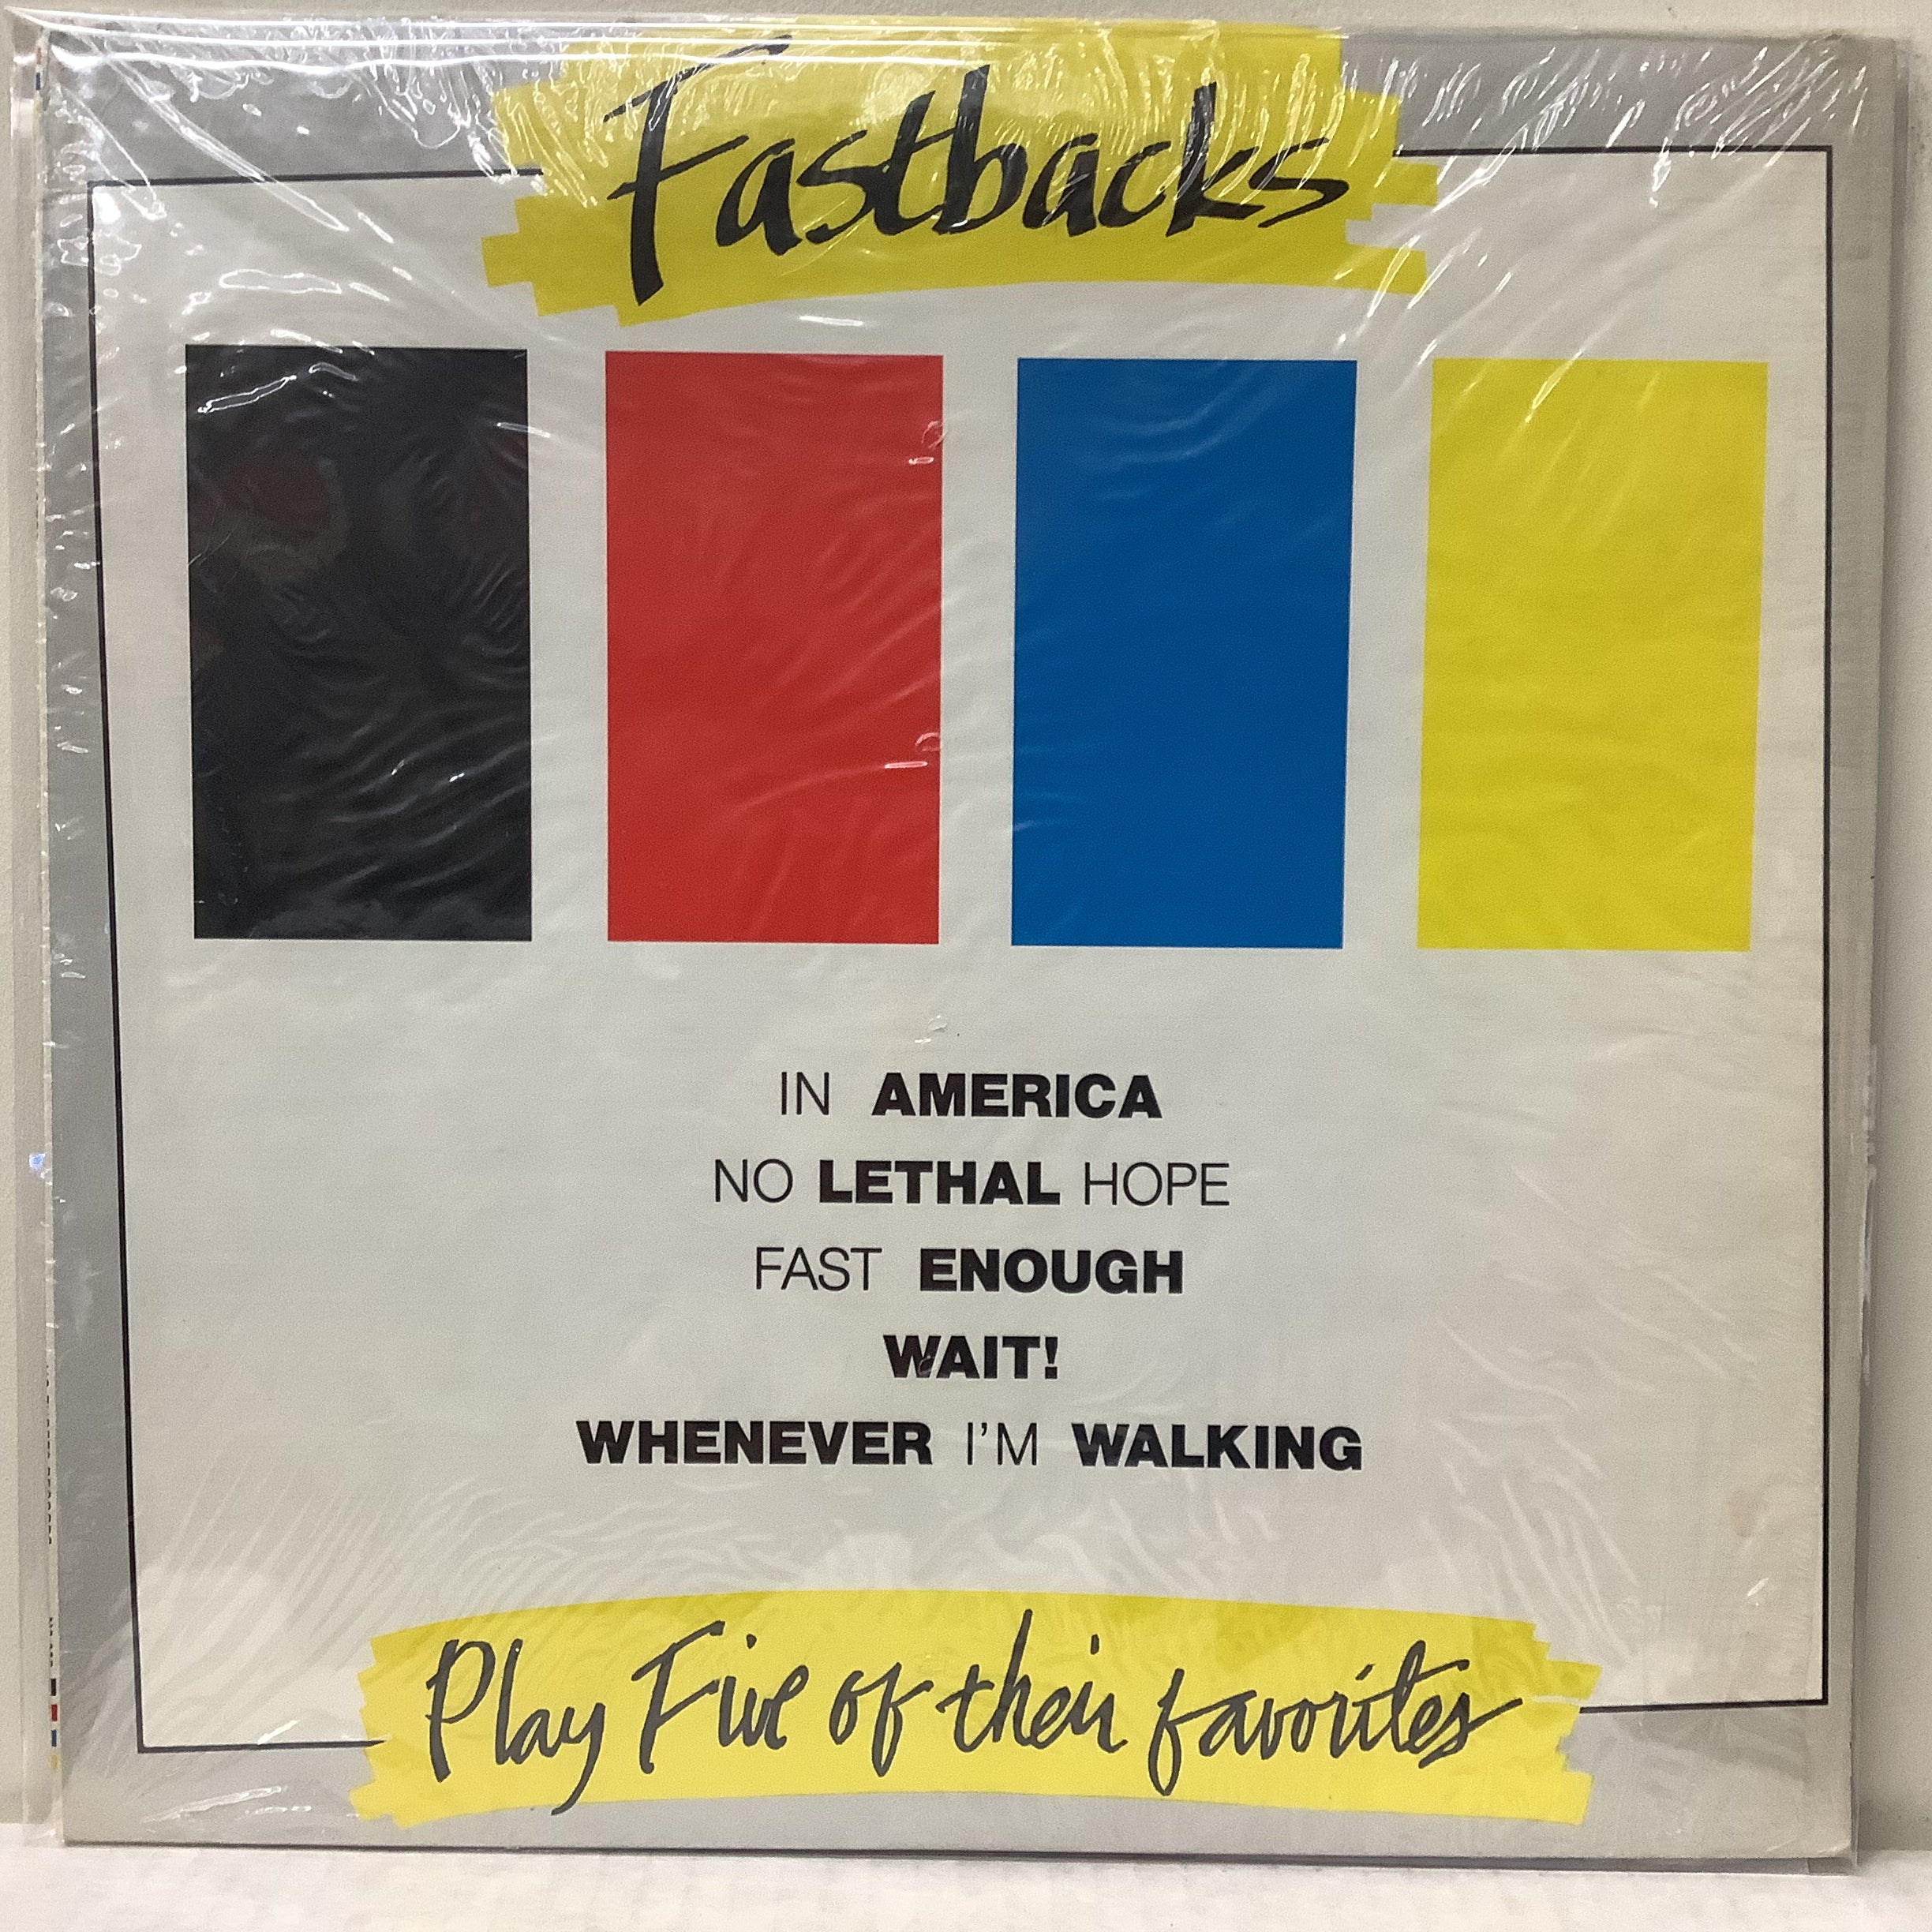 Fastbacks
IN AMERICA
NO LETHAL HOPE
FAST ENOUGH
WAIT!
WHENEVER I'M WALKING
Play Five of their favorites